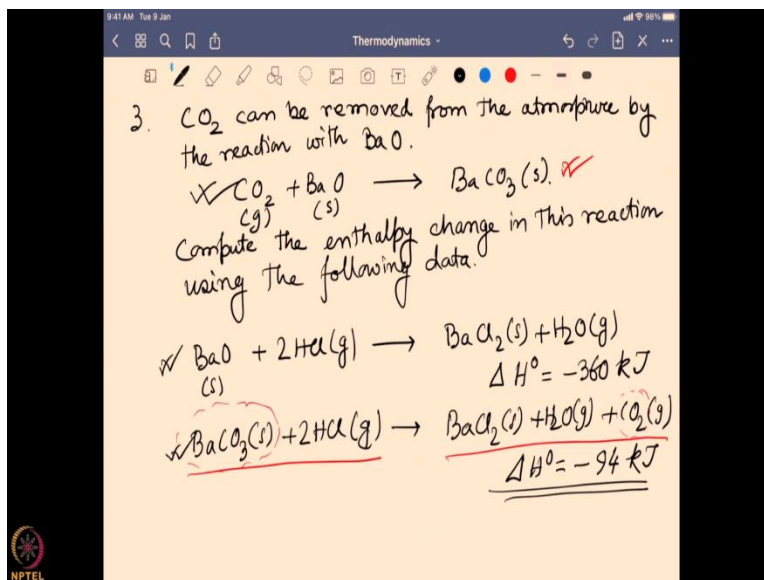 9:41 AM Tue 9 Jan
98%
Thermodynamics
3. CO₂ can be removed from the atmosphere by
the reaction with BaO.
CO₂ + BaO → BaCO₃(s).
(g) (s)
Compute the enthalpy change in this reaction
using the following data.
BaO + 2HCl(g) → BaCl₂(s) + H₂O(g)
(s) ΔH⁰ = -360 kJ
BaCO₃(s) + 2HCl(g) → BaCl₂(s) + H₂O(g) + CO₂(g)
ΔH⁰ = -94 kJ
NPTEL